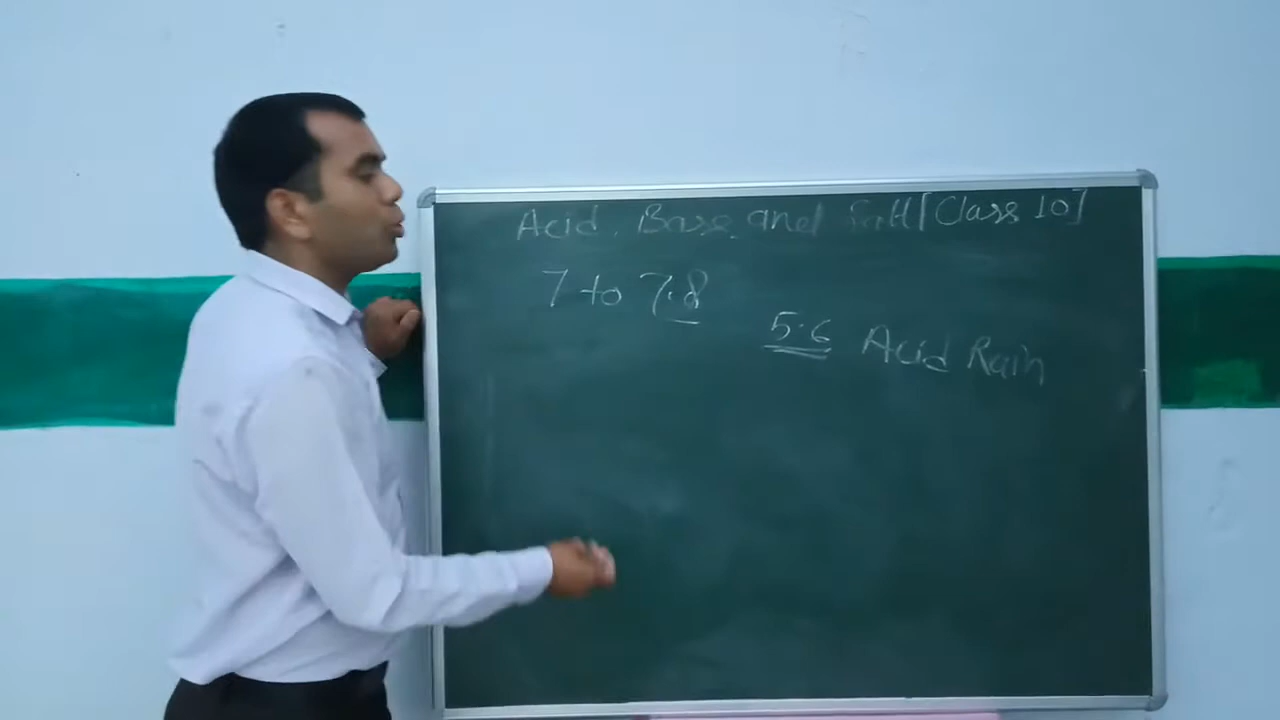 Acid, Base and Salt [Class 10]
7 to 7.8
5.6 Acid Rain